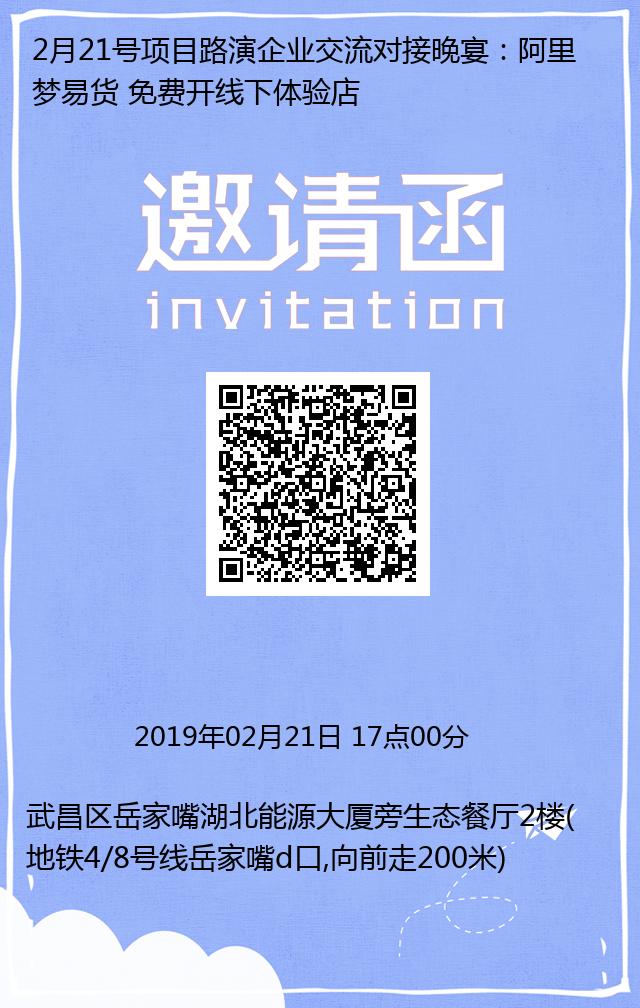 2月21号项目路演企业交流对接晚宴：阿里
梦易货 免费开线下体验店
邀请函
invitation
2019年02月21日 17点00分
武昌区岳家嘴湖北能源大厦旁生态餐厅2楼(
地铁4/8号线岳家嘴d口,向前走200米)